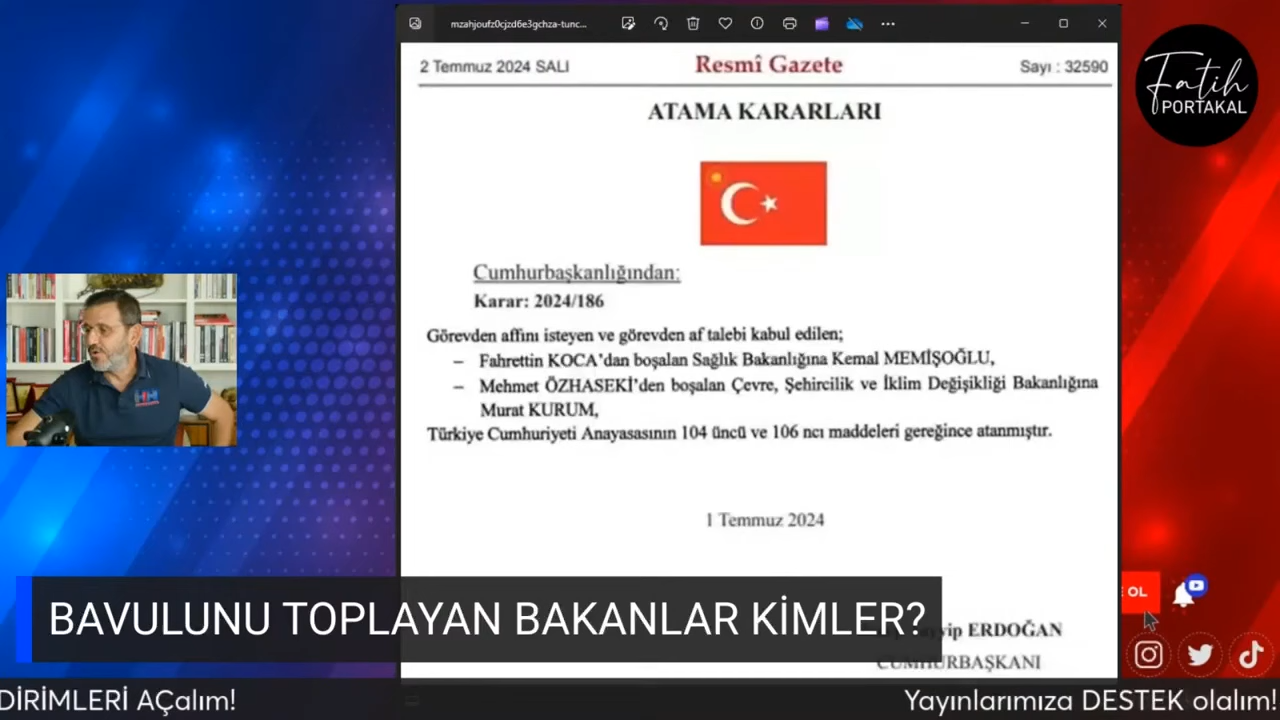 mzahjoufz0cjzd6e3gchza-tunc...
2 Temmuz 2024 SALI
Resmî Gazete
Sayı : 32590
Fatih
PORTAKAL
ATAMA KARARLARI
Cumhurbaşkanlığından:
Karar: 2024/186
Görevden affını isteyen ve görevden af talebi kabul edilen;
– Fahrettin KOCA'dan boşalan Sağlık Bakanlığına Kemal MEMİŞOĞLU,
– Mehmet ÖZHASEKİ'den boşalan Çevre, Şehircilik ve İklim Değişikliği Bakanlığına
Murat KURUM,
Türkiye Cumhuriyeti Anayasasının 104 üncü ve 106 ncı maddeleri gereğince atanmıştır.
1 Temmuz 2024
BAVULUNU TOPLAYAN BAKANLAR KİMLER?
OL
ERDOĞAN
CUMHURBAŞKANI
DİRİMLERİ AÇalım!
Yayınlarımıza DESTEK olalım!